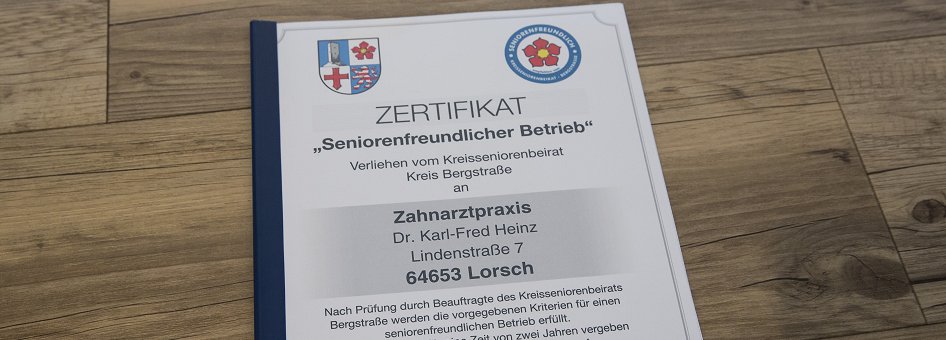 SENIORENFREUNDLICH
KREISSENIORENBEIRAT - BERGSTRAßE
ZERTIFIKAT
„Seniorenfreundlicher Betrieb“
Verliehen vom Kreisseniorenbeirat
Kreis Bergstraße
an
Zahnarztpraxis
Dr. Karl-Fred Heinz
Lindenstraße 7
64653 Lorsch
Nach Prüfung durch Beauftragte des Kreisseniorenbeirats
Bergstraße werden die vorgegebenen Kriterien für einen
seniorenfreundlichen Betrieb erfüllt.
Zeit von zwei Jahren vergeben